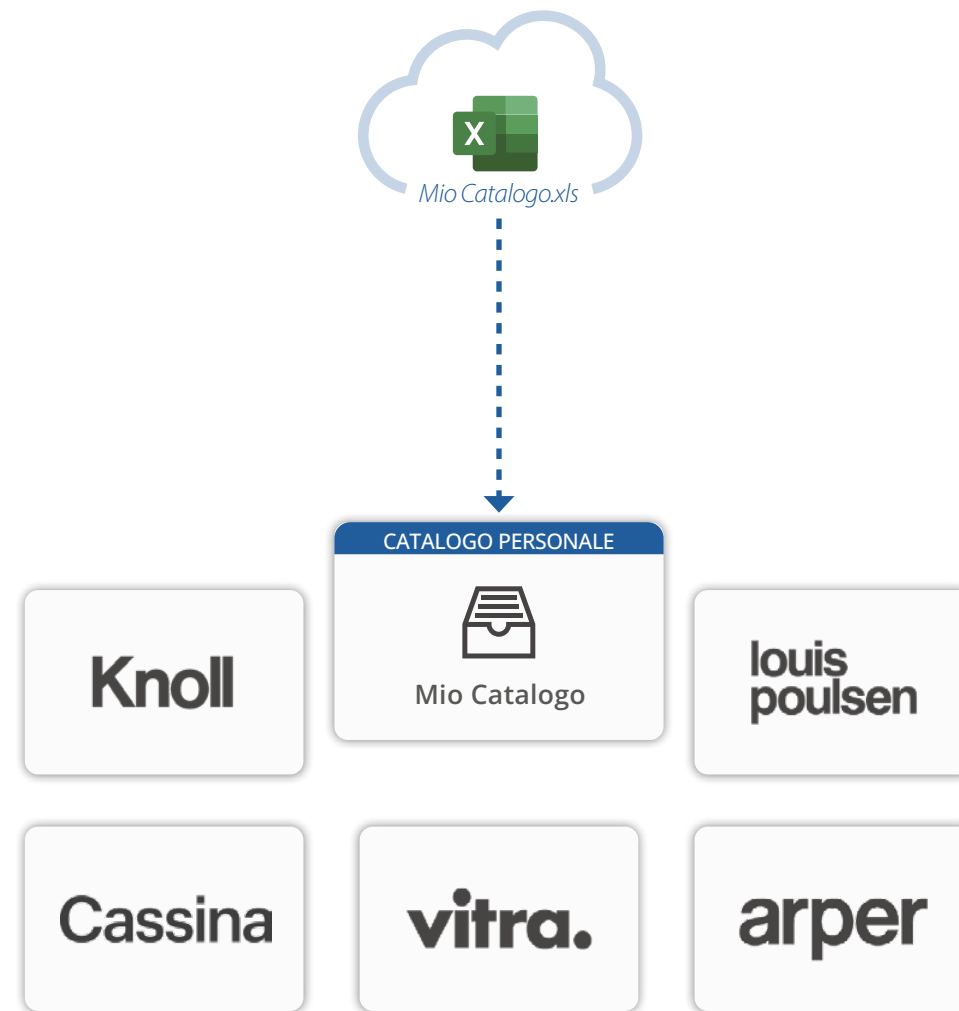 X
Mio Catalogo.xls
CATALOGO PERSONALE
Mio Catalogo
Knoll
louis
poulsen
Cassina
vitra.
arper